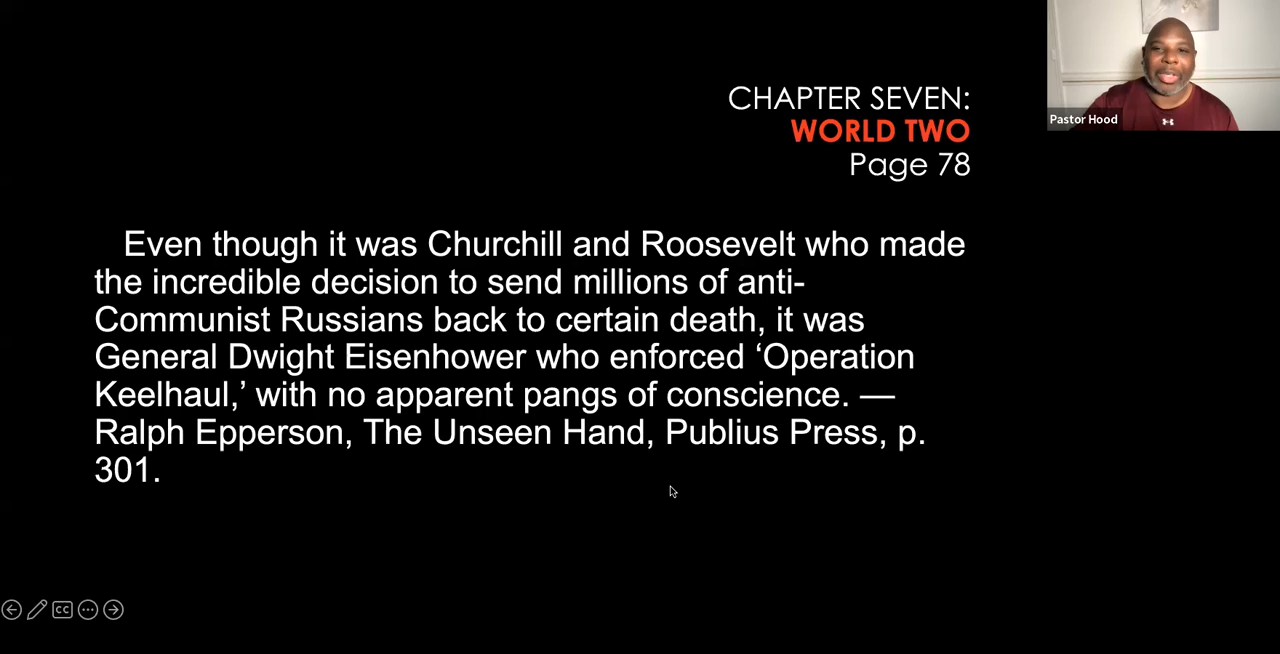 CHAPTER SEVEN:
WORLD TWO
Page 78
Pastor Hood
Even though it was Churchill and Roosevelt who made
the incredible decision to send millions of anti-
Communist Russians back to certain death, it was
General Dwight Eisenhower who enforced ‘Operation
Keelhaul,’ with no apparent pangs of conscience. —
Ralph Epperson, The Unseen Hand, Publius Press, p.
301.
CC